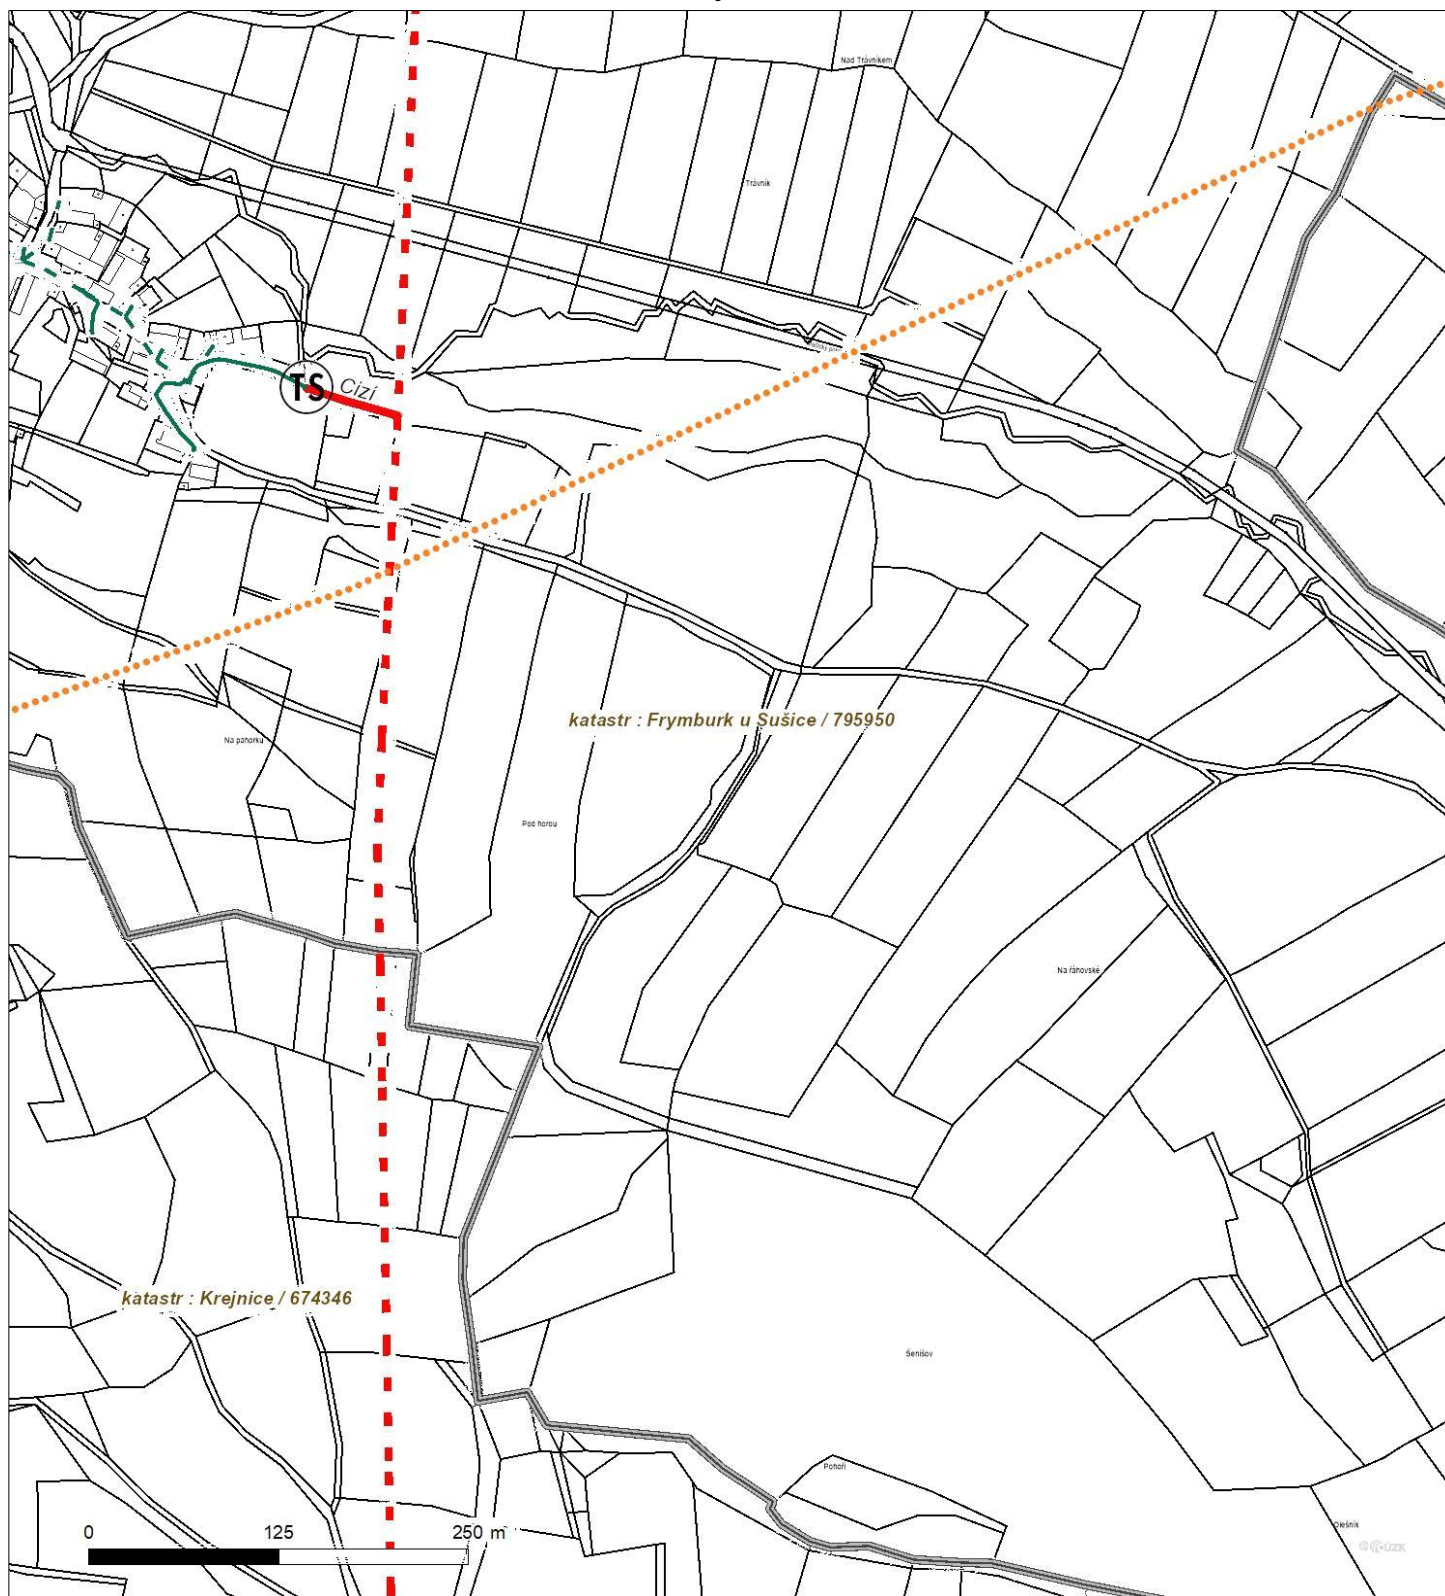 Nad Trávníkem
Trávník
TS
Cizí
katastr : Frymburk u Sušice / 795950
Na pahorku
Pod horou
Na řáhovské
katastr : Krejnice / 674346
Šenišov
Pohoří
0 125 250 m
Olešník